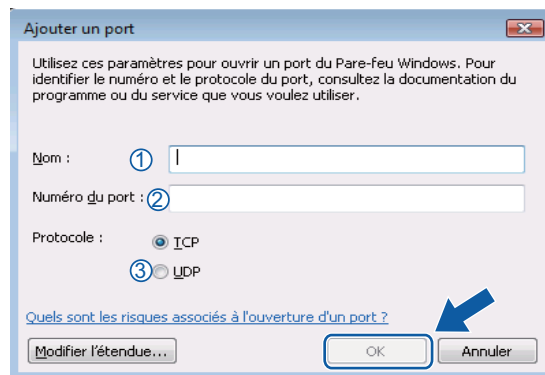 Ajouter un port
Utilisez ces paramètres pour ouvrir un port du Pare-feu Windows. Pour
identifier le numéro et le protocole du port, consultez la documentation du
programme ou du service que vous voulez utiliser.
Nom : ①
Numéro du port : ②
Protocole : TCP
③ UDP
Quels sont les risques associés à l'ouverture d'un port ?
Modifier l'étendue... OK Annuler